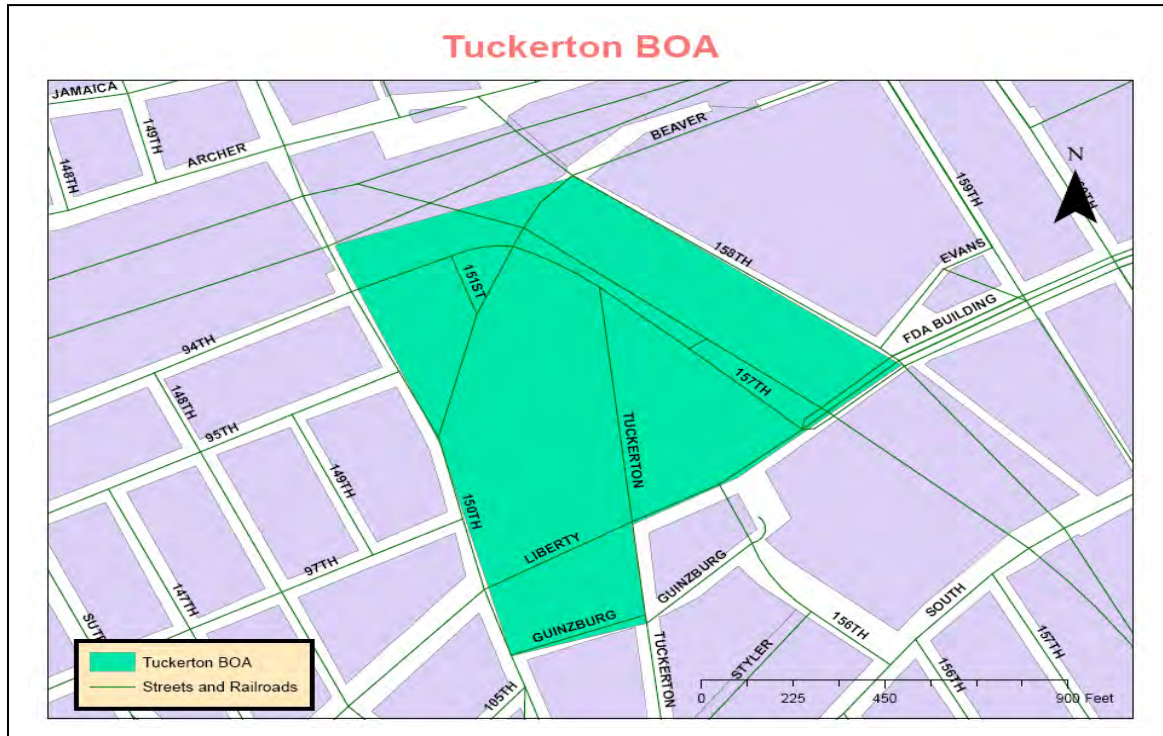 Tuckerton BOA
JAMAICA
149TH
148TH
ARCHER
BEAVER
N
159TH
158TH
EVANS
FDA BUILDING
151ST
94TH
157TH
148TH
95TH
149TH
TUCKERTON
150TH
LIBERTY
97TH
147TH
GUINZBURG
GUINZBURG
SOUTH
156TH
157TH
156TH
STYLER
TUCKERTON
105TH
Tuckerton BOA
Streets and Railroads
0 225 450 900 Feet